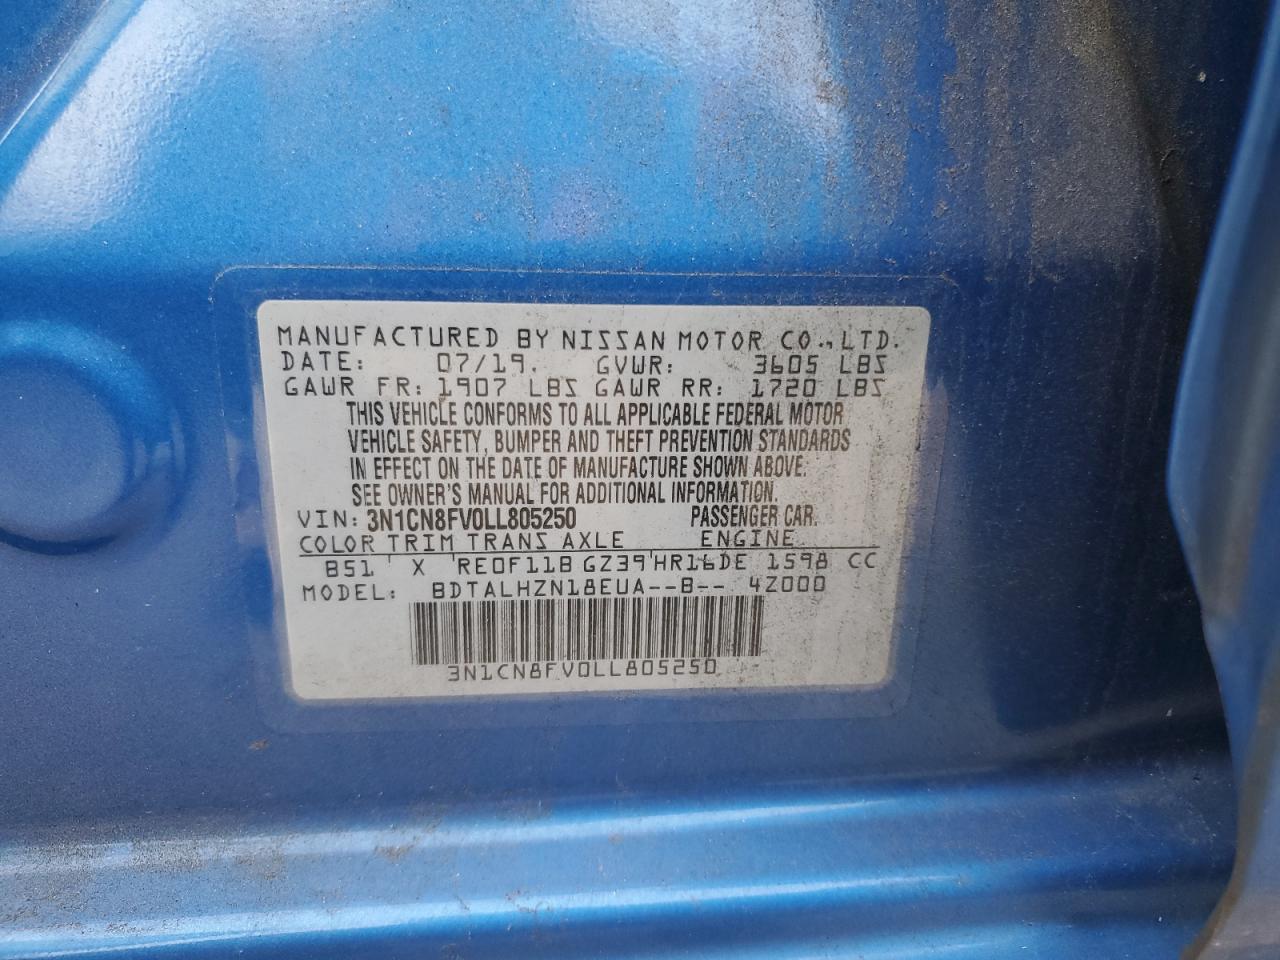 MANUFACTURED BY NISSAN MOTOR CO., LTD.
DATE: 07/19. GVWR: 3605 LBS
GAWR FR: 1907 LBS GAWR RR: 1720 LBS
THIS VEHICLE CONFORMS TO ALL APPLICABLE FEDERAL MOTOR
VEHICLE SAFETY, BUMPER AND THEFT PREVENTION STANDARDS
IN EFFECT ON THE DATE OF MANUFACTURE SHOWN ABOVE.
SEE OWNER'S MANUAL FOR ADDITIONAL INFORMATION.
VIN: 3N1CN8FV0LL805250 PASSENGER CAR.
COLOR TRIM TRANS AXLE ENGINE
B51 X RE0F11B GZ39 HR16DE 1598 CC
MODEL: BDTALHZN18EUA--B-- 4Z000
3N1CN8FV0LL805250